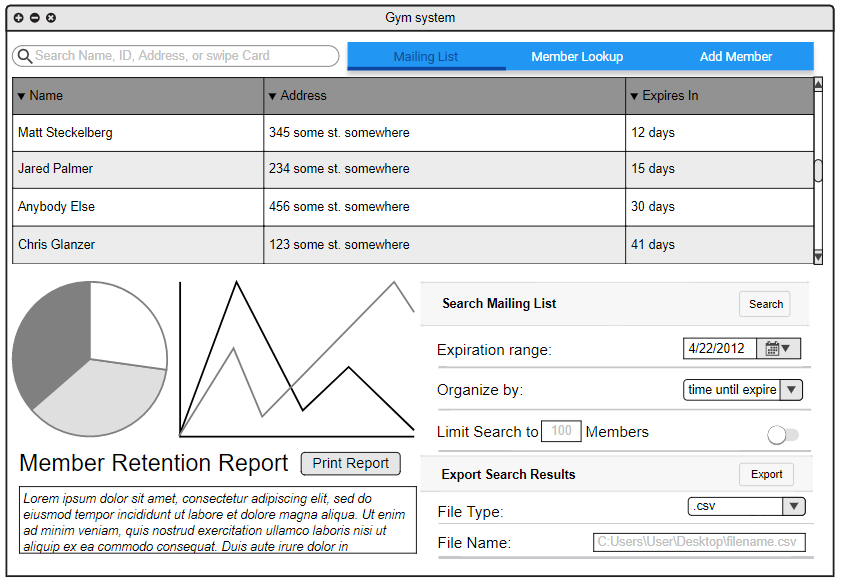 Gym system
Search Name, ID, Address, or swipe Card
Mailing List Member Lookup Add Member
Name Address Expires In
Matt Steckelberg 345 some st. somewhere 12 days
Jared Palmer 234 some st. somewhere 15 days
Anybody Else 456 some st. somewhere 30 days
Chris Glanzer 123 some st. somewhere 41 days
Member Retention Report Print Report
Lorem ipsum dolor sit amet, consectetur adipiscing elit, sed do
eiusmod tempor incididunt ut labore et dolore magna aliqua. Ut enim
ad minim veniam, quis nostrud exercitation ullamco laboris nisi ut
aliquip ex ea commodo consequat. Duis aute irure dolor in
Search Mailing List Search
Expiration range: 4/22/2012
Organize by: time until expire
Limit Search to 100 Members
Export Search Results Export
File Type: .csv
File Name: C:Users\User\Desktop\filename.csv